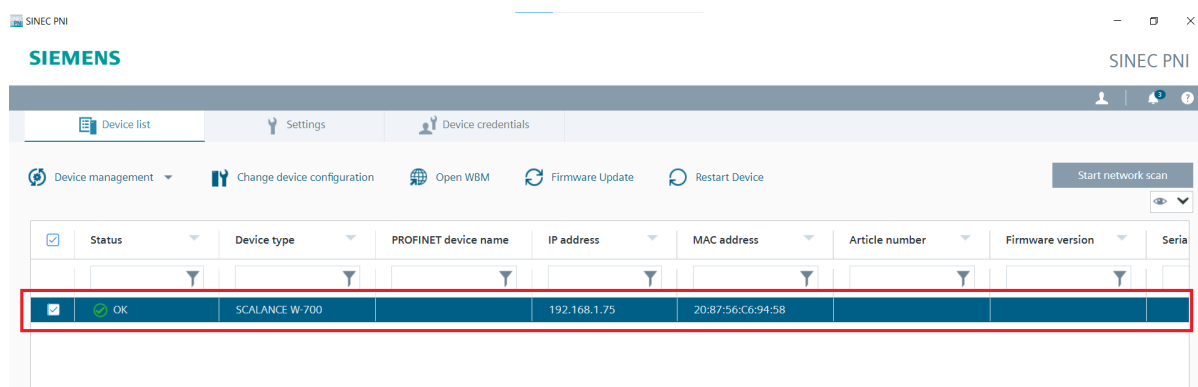 SINEC PNI
SIEMENS
SINEC PNI
3 ?
Device list Settings Device credentials
Device management Change device configuration Open WBM Firmware Update Restart Device Start network scan
Status Device type PROFINET device name IP address MAC address Article number Firmware version Seria
OK SCALANCE W-700 192.168.1.75 20:87:56:C6:94:58